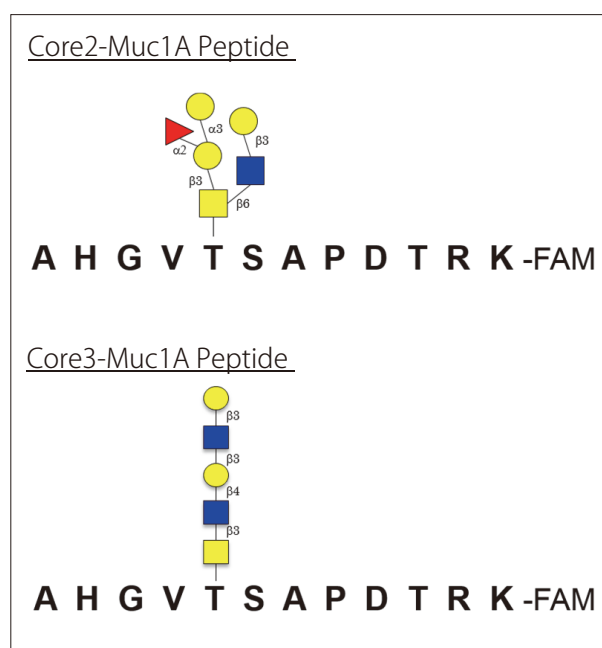 Core2-Muc1A Peptide
α3
β3
α2
β3
β6
A H G V T S A P D T R K -FAM
Core3-Muc1A Peptide
β3
β3
β4
β3
A H G V T S A P D T R K -FAM